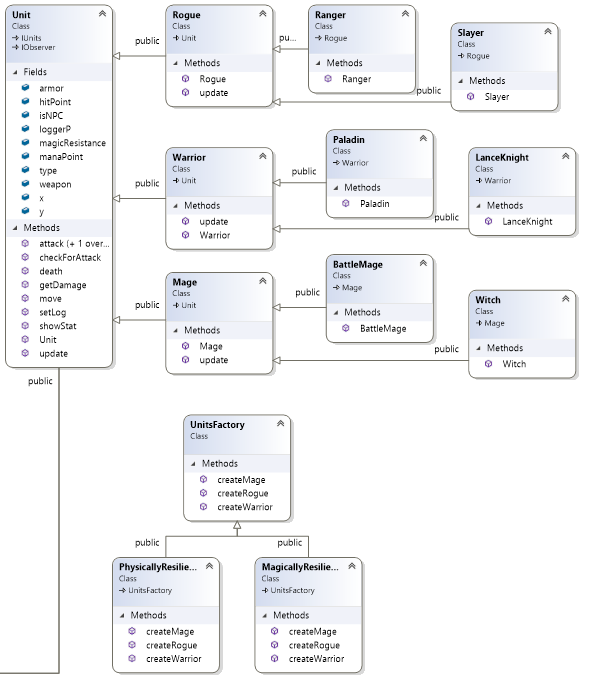 Unit
Class
IUnits
IObserver
Fields
armor
hitPoint
isNPC
loggerP
magicResistance
manaPoint
type
weapon
x
y
Methods
attack (+ 1 over...
checkForAttack
death
getDamage
move
setLog
showStat
Unit
update
public
public
Rogue
Class
Unit
Methods
Rogue
update
pu...
Ranger
Class
Rogue
Methods
Ranger
public
Slayer
Class
Rogue
Methods
Slayer
public
Warrior
Class
Unit
Methods
update
Warrior
public
Paladin
Class
Warrior
Methods
Paladin
public
LanceKnight
Class
Warrior
Methods
LanceKnight
public
Mage
Class
Unit
Methods
Mage
update
public
BattleMage
Class
Mage
Methods
BattleMage
public
Witch
Class
Mage
Methods
Witch
UnitsFactory
Class
Methods
createMage
createRogue
createWarrior
public
public
PhysicallyResilie...
Class
UnitsFactory
Methods
createMage
createRogue
createWarrior
MagicallyResilie...
Class
UnitsFactory
Methods
createMage
createRogue
createWarrior